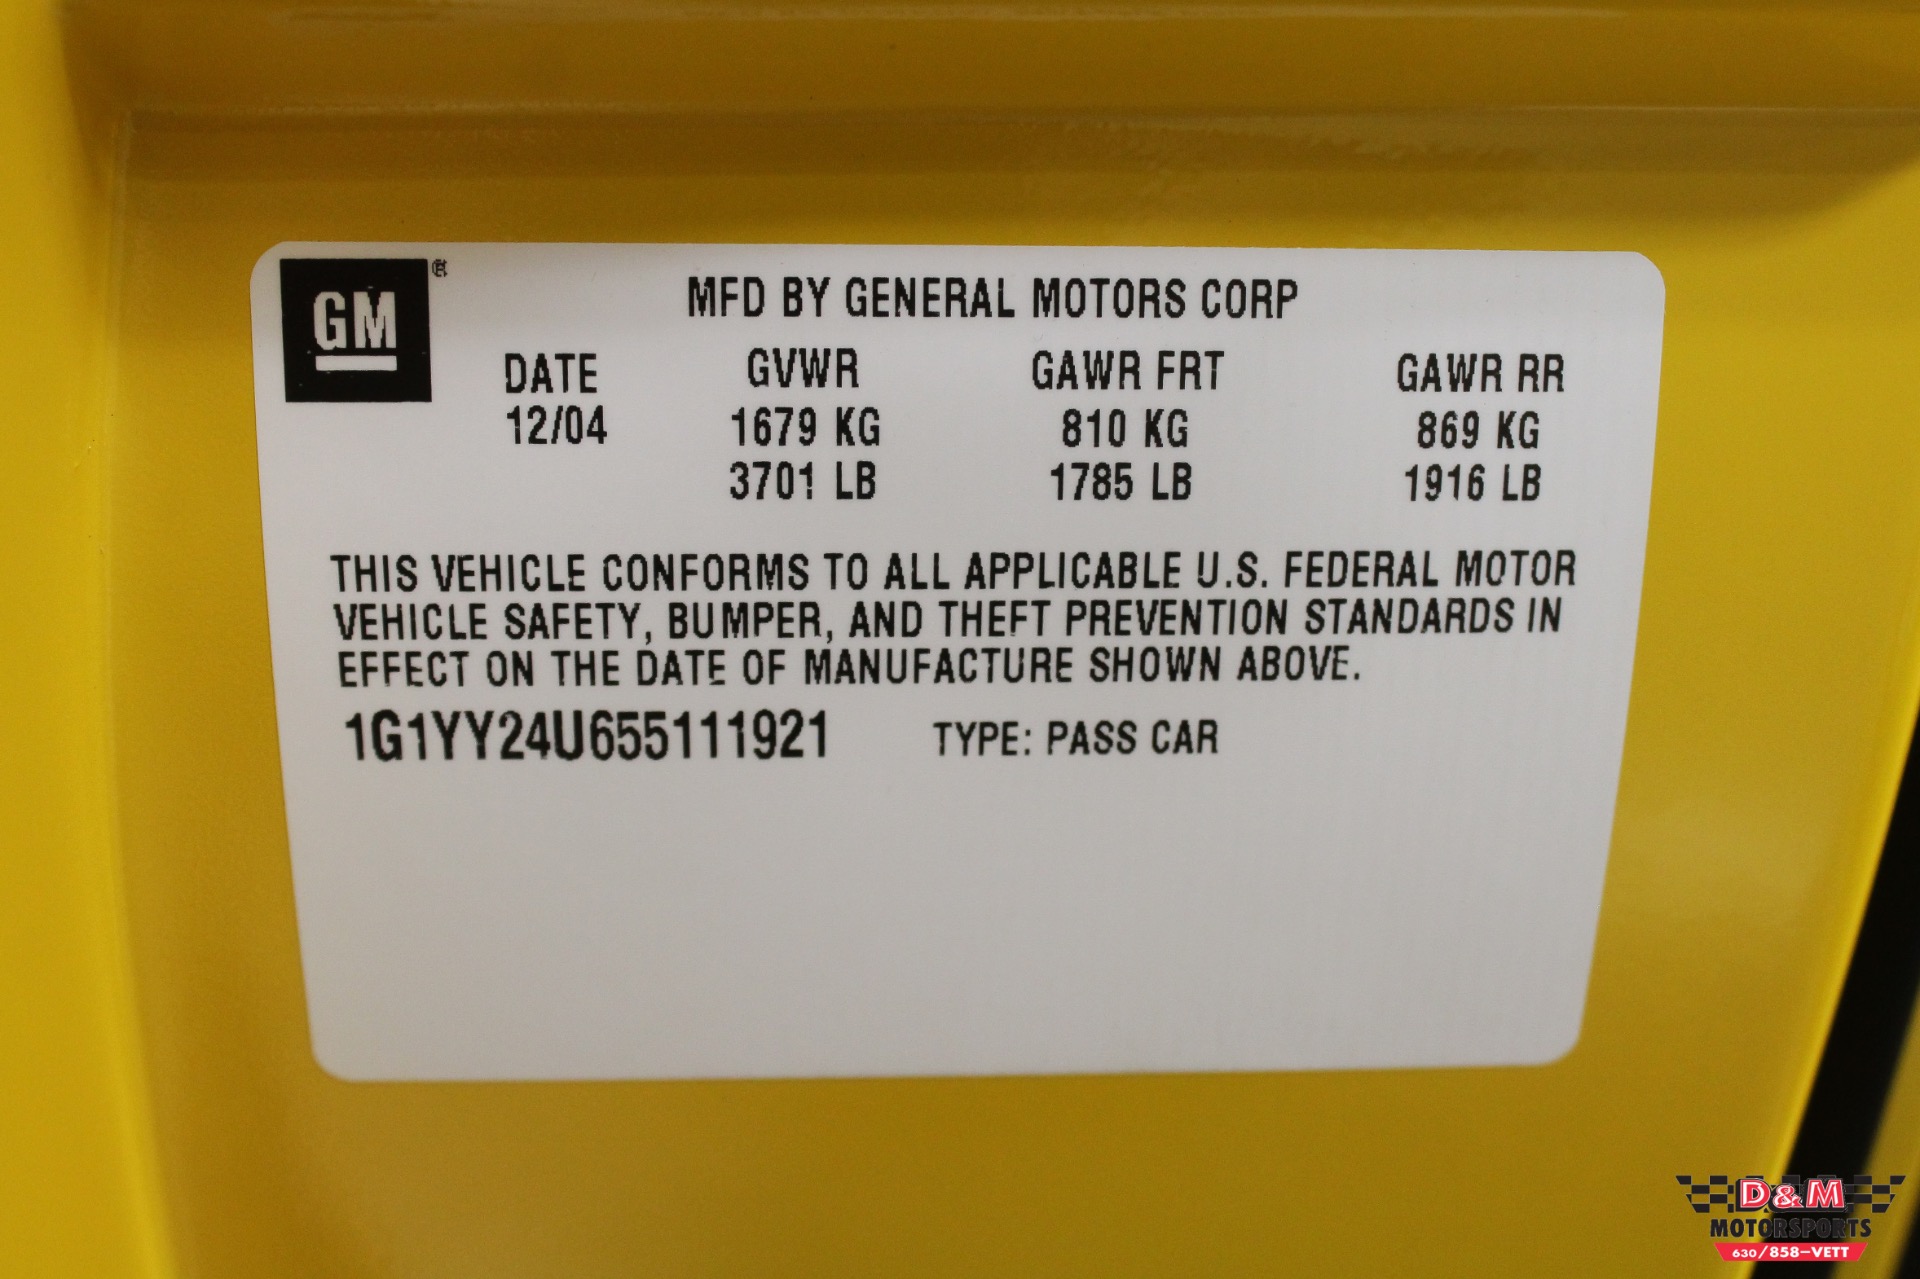 GM®
MFD BY GENERAL MOTORS CORP
DATE GVWR GAWR FRT GAWR RR
12/04 1679 KG 810 KG 869 KG
3701 LB 1785 LB 1916 LB
THIS VEHICLE CONFORMS TO ALL APPLICABLE U.S. FEDERAL MOTOR
VEHICLE SAFETY, BUMPER, AND THEFT PREVENTION STANDARDS IN
EFFECT ON THE DATE OF MANUFACTURE SHOWN ABOVE.
1G1YY24U655111921 TYPE: PASS CAR
D&M
MOTORSPORTS
630/858-VETT